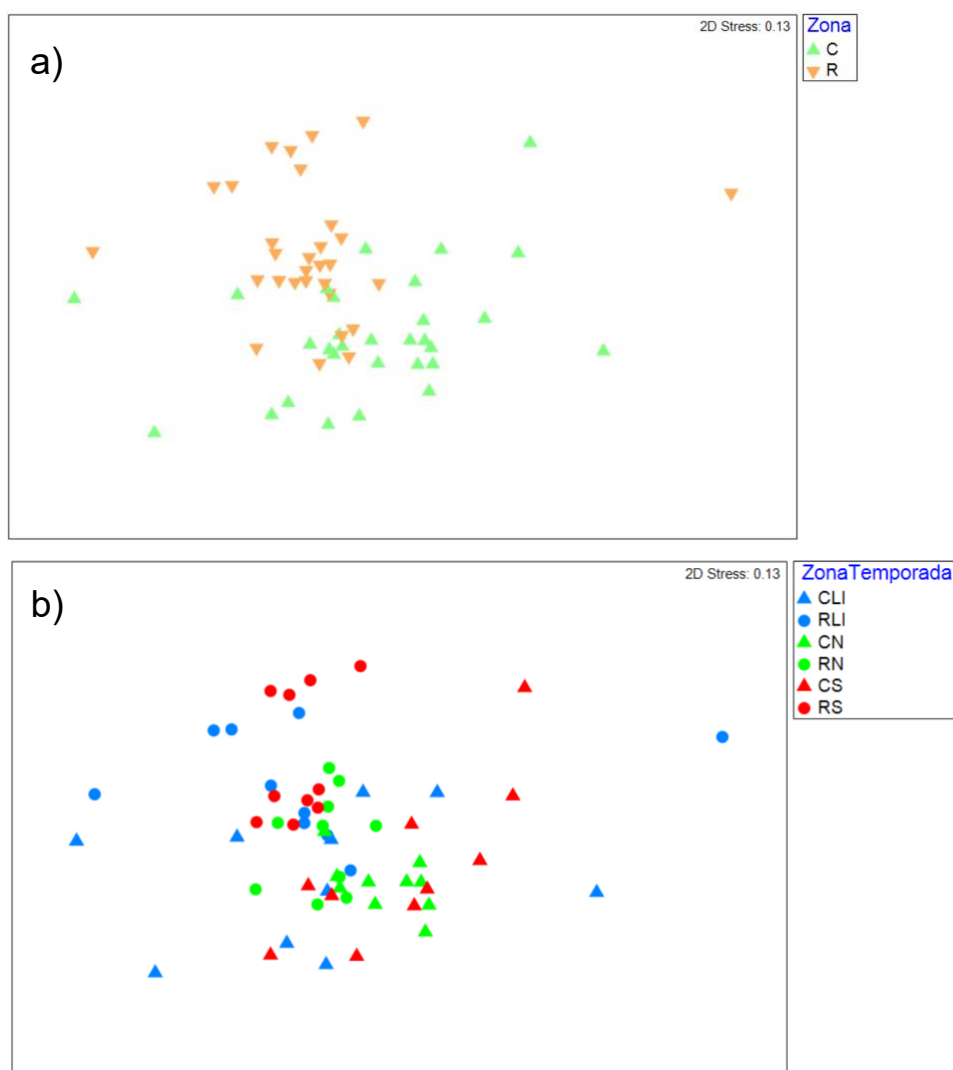 a)
2D Stress: 0.13
Zona
C
R
b)
2D Stress: 0.13
ZonaTemporada
CLI
RLI
CN
RN
CS
RS